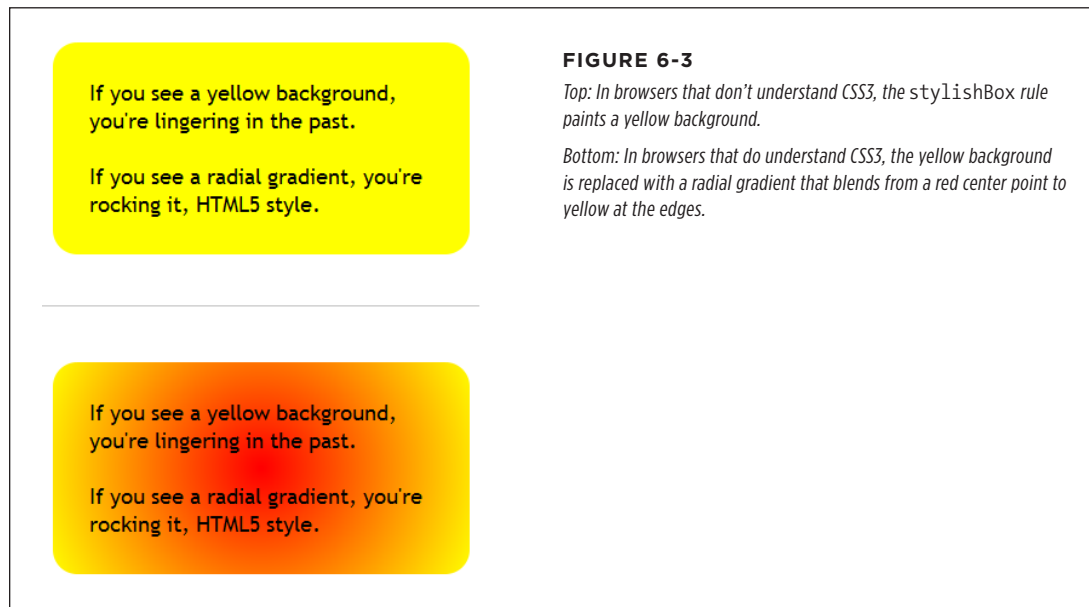 If you see a yellow background,
you're lingering in the past.
If you see a radial gradient, you're
rocking it, HTML5 style.
FIGURE 6-3
Top: In browsers that don't understand CSS3, the stylishBox rule
paints a yellow background.
Bottom: In browsers that do understand CSS3, the yellow background
is replaced with a radial gradient that blends from a red center point to
yellow at the edges.
If you see a yellow background,
you're lingering in the past.
If you see a radial gradient, you're
rocking it, HTML5 style.